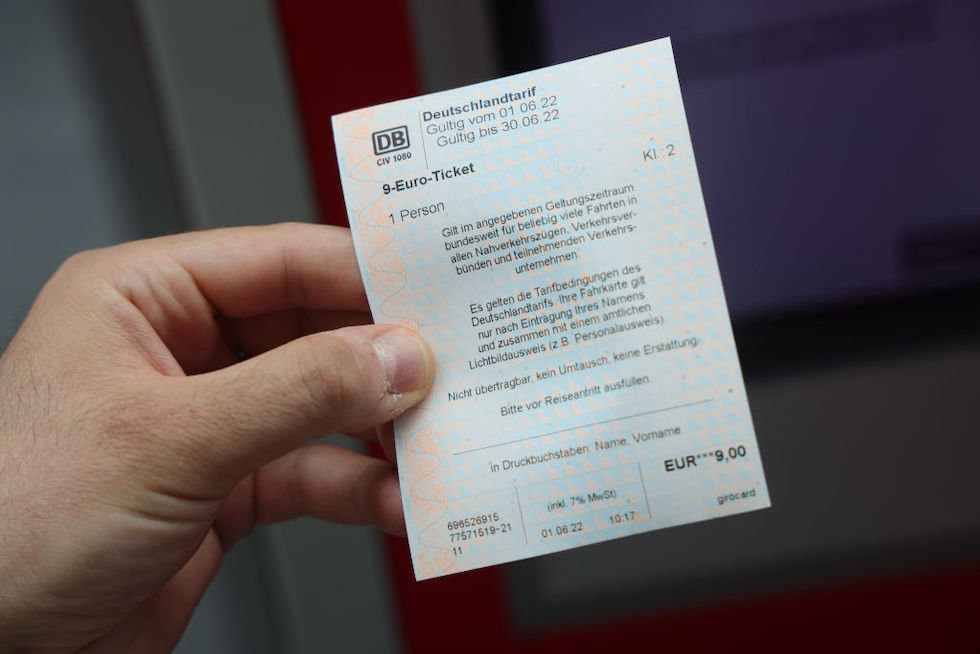 Deutschlandtarif
Gültig vom 01.06.22
Gültig bis 30.06.22
DB
CIV 1080
9-Euro-Ticket
Kl.: 2
1 Person
Gilt im angegebenen Geltungszeitraum
bundesweit für beliebig viele Fahrten in
allen Nahverkehrszügen, Verkehrsver-
bünden und teilnehmenden Verkehrs-
unternehmen.
Es gelten die Tarifbedingungen des
Deutschlandtarifs. Ihre Fahrkarte gilt
nur nach Eintragung Ihres Namens
und zusammen mit einem amtlichen
Lichtbildausweis (z.B. Personalausweis)
Nicht übertragbar, kein Umtausch, keine Erstattung.
Bitte vor Reiseantritt ausfüllen.
in Druckbuchstaben: Name, Vorname
EUR***9,00
696526915
77571519-21
11
(inkl. 7% MwSt)
01.06.22 10:17
girocard